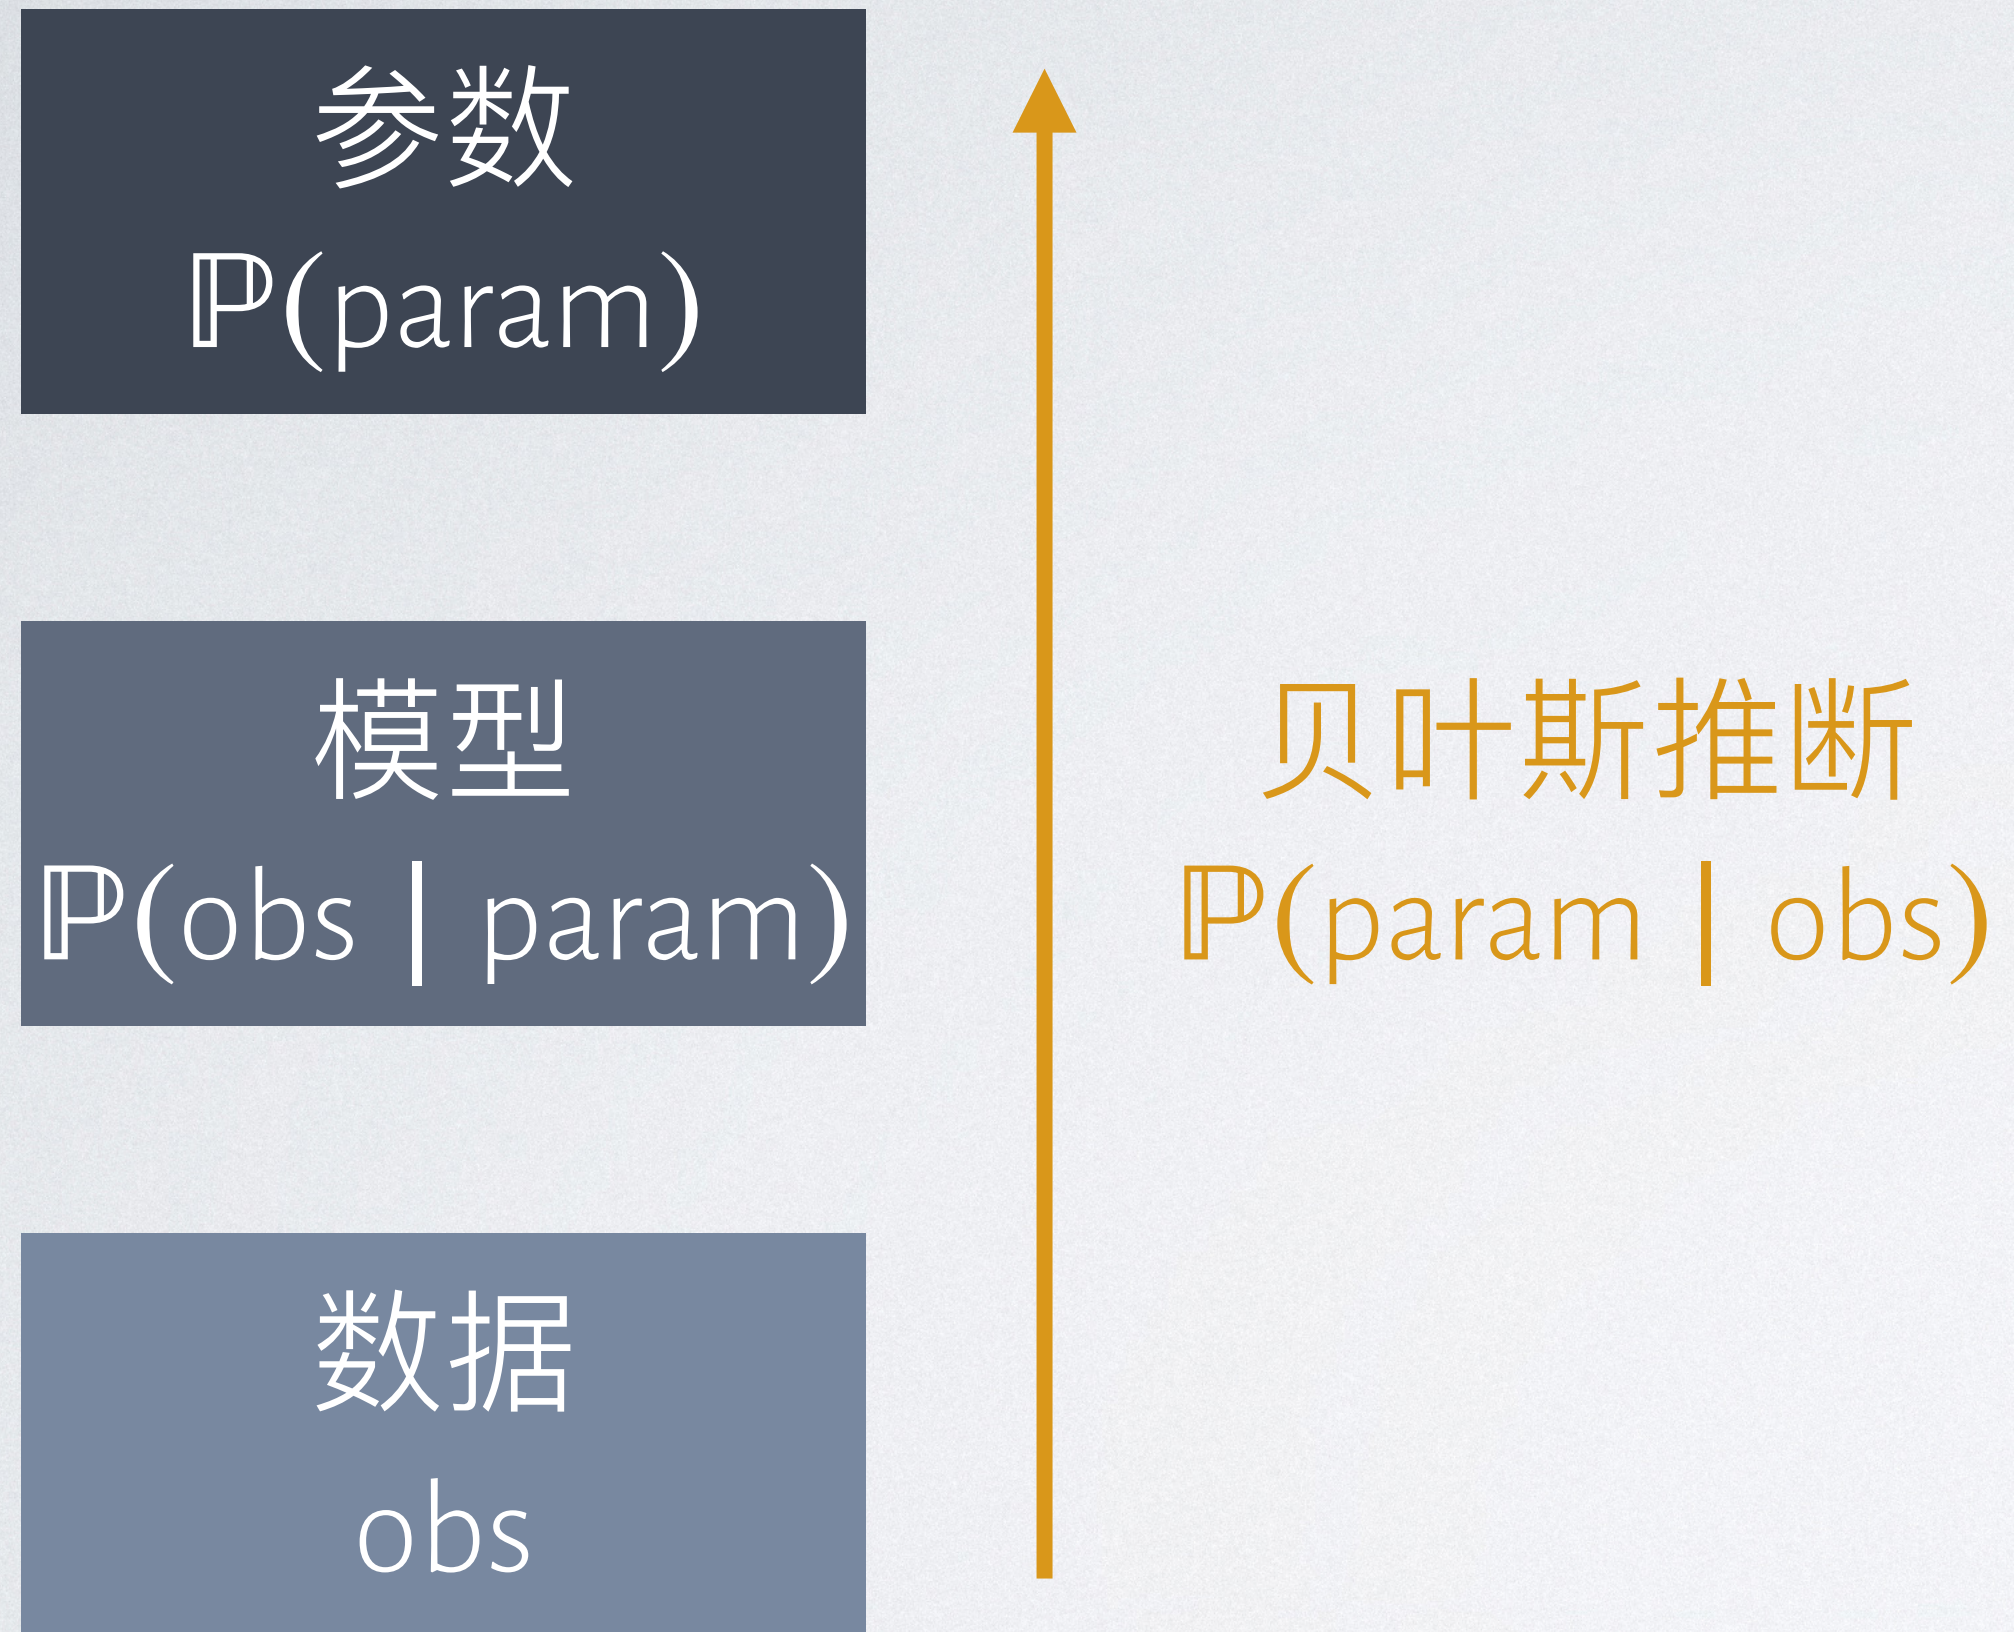 参数
ℙ(param)
模型
ℙ(obs | param)
贝叶斯推断
ℙ(param | obs)
数据
obs